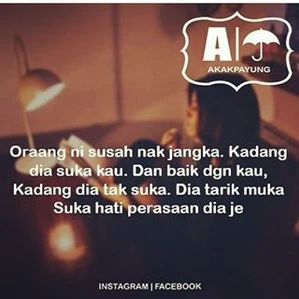 A|
AKAKPAYUNG
Oraang ni susah nak jangka. Kadang
dia suka kau. Dan baik dgn kau,
Kadang dia tak suka. Dia tarik muka
Suka hati perasaan dia je
INSTAGRAM | FACEBOOK